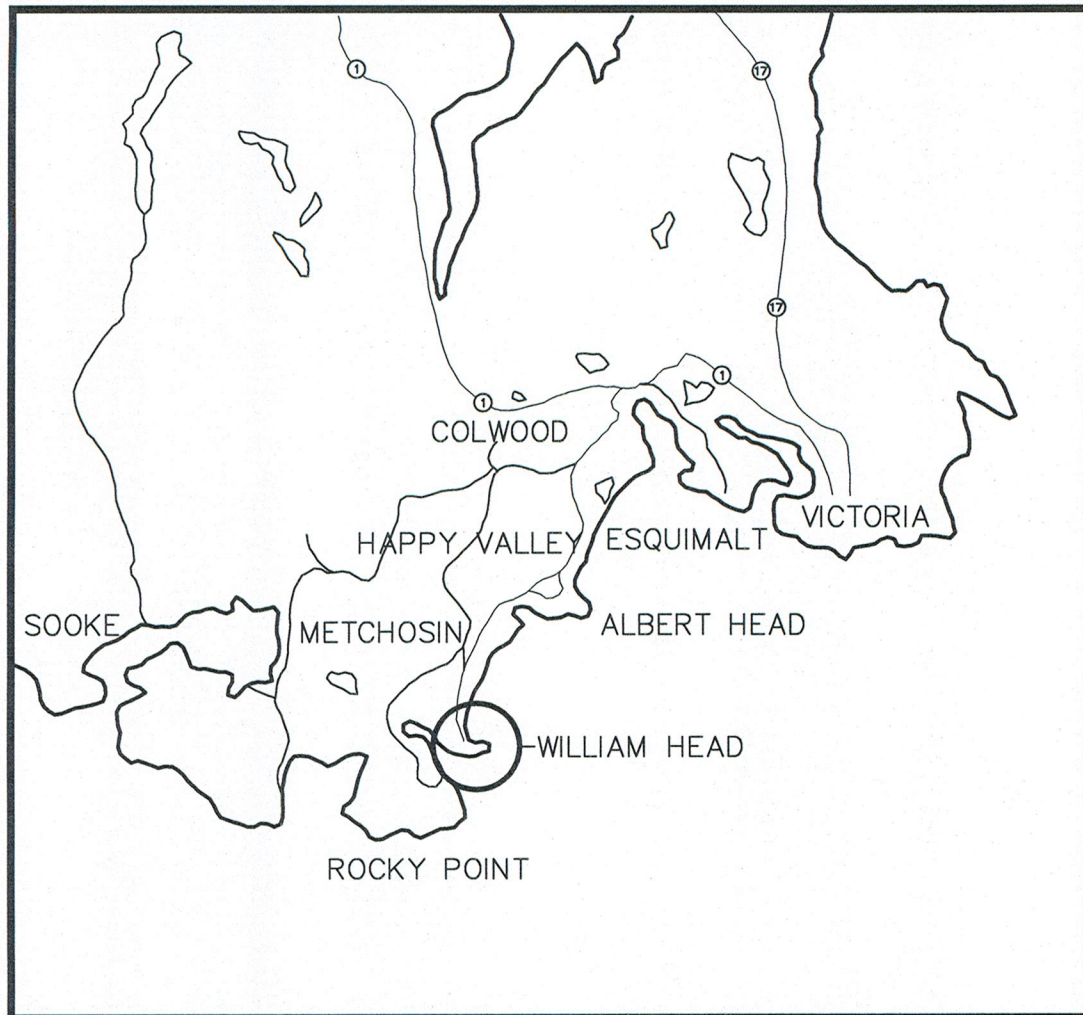 1
17
17
1
1
COLWOOD
VICTORIA
HAPPY VALLEY
ESQUIMALT
SOOKE
METCHOSIN
ALBERT HEAD
WILLIAM HEAD
ROCKY POINT